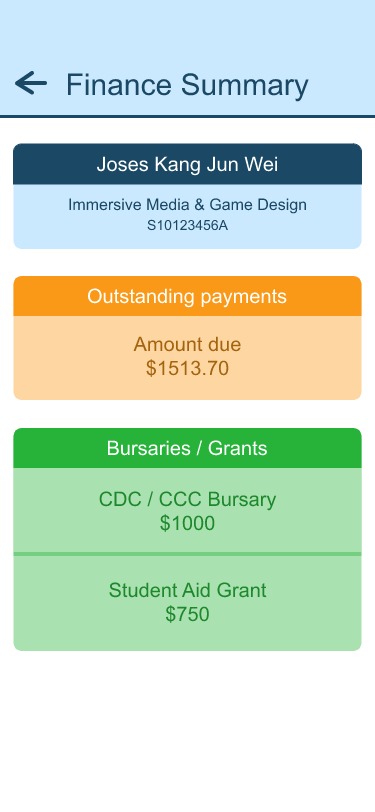 Finance Summary
Joses Kang Jun Wei
Immersive Media & Game Design
S10123456A
Outstanding payments
Amount due
$1513.70
Bursaries / Grants
CDC / CCC Bursary
$1000
Student Aid Grant
$750